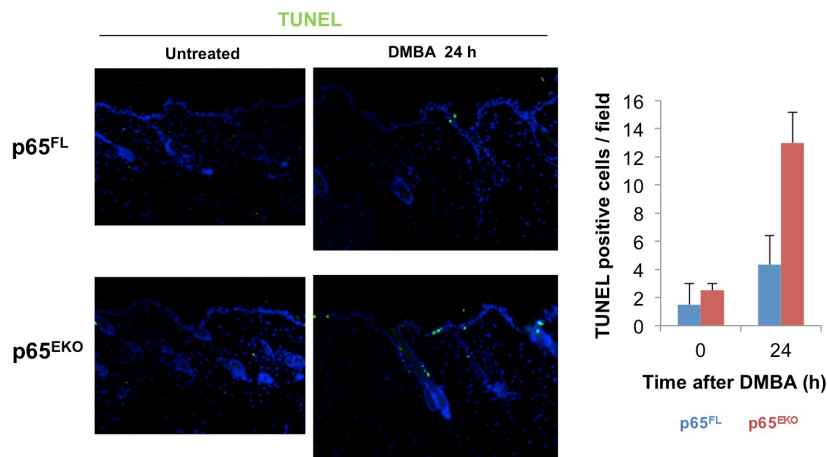 TUNEL
Untreated
DMBA 24 h
p65FL
p65EKO
TUNEL positive cells / field
16
14
12
10
8
6
4
2
0
0 24
Time after DMBA (h)
p65FL p65EKO